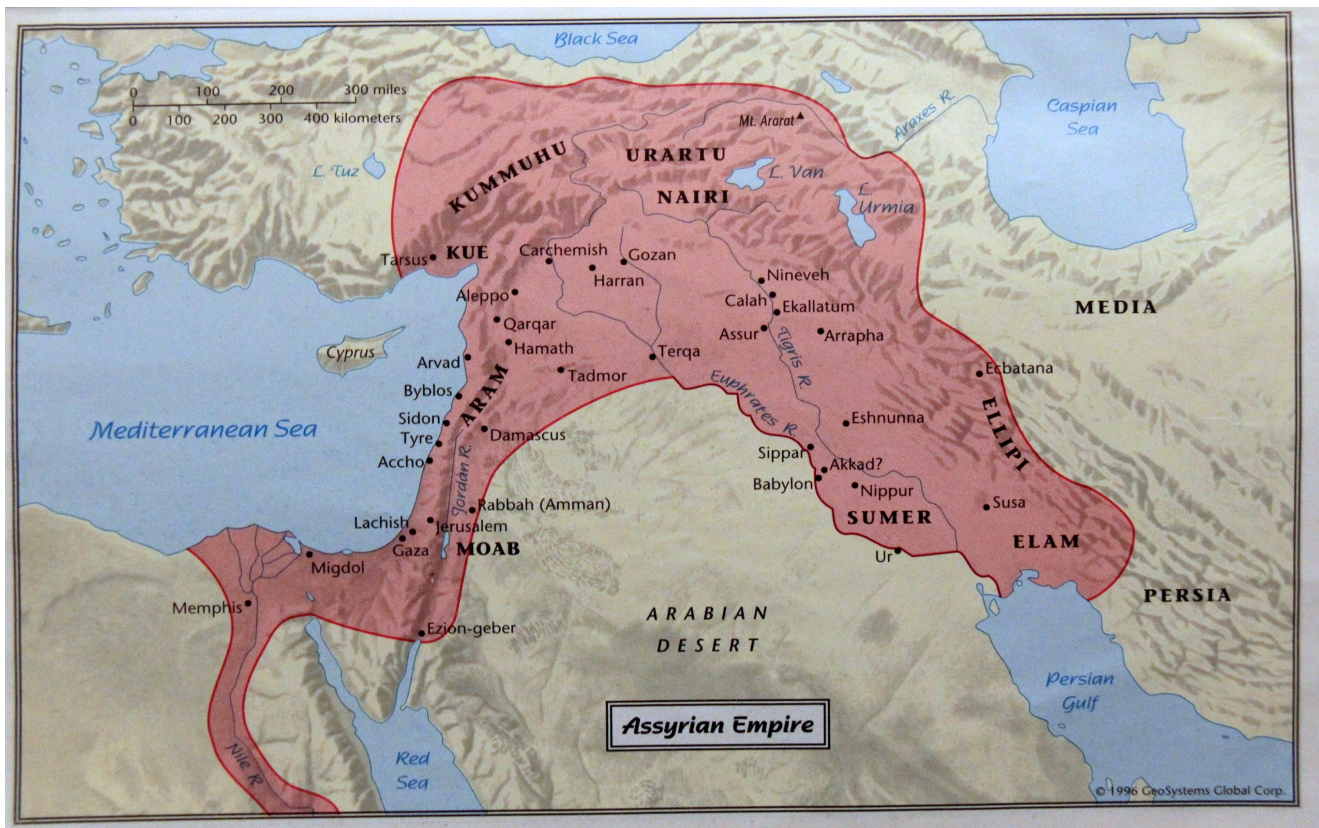 Black Sea
0 100 200 300 miles
0 100 200 300 400 kilometers
Caspian
Sea
Araxes R.
Mt. Ararat
L. Tuz
KUMMUHU
URARTU
L. Van
NAIRI
L.
Urmia
Tarsus
KUE
Carchemish
Gozan
Harran
Nineveh
Aleppo
Calah
Ekallatum
MEDIA
Qarqar
Assur
Arrapha
Tigris R.
Cyprus
Hamath
Terqa
Arvad
Tadmor
Ecbatana
Byblos
ARAM
Euphrates R.
ELLIPI
Sidon
Eshnunna
Mediterranean Sea
Tyre
Damascus
Accho
Sippar
Akkad?
Jordan R.
Babylon
Nippur
Rabbah (Amman)
Susa
Lachish
Jerusalem
SUMER
Gaza
MOAB
Ur
ELAM
Migdol
PERSIA
Memphis
ARABIAN
DESERT
Ezion-geber
Persian
Gulf
Assyrian Empire
Nile R.
Red
Sea
© 1996 GeoSystems Global Corp.